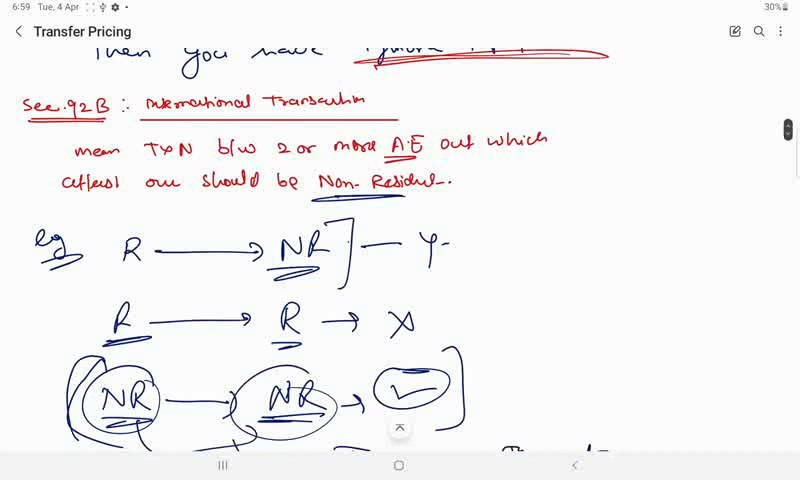 6:59 Tue, 4 Apr
30%
Transfer Pricing
Then you have
Sec. 92B : International Transaction
mean TXN b/w 2 or more A.E out which
atleast one should be Non-Resident.
eg R → NR ] — Y
R → R → X
NR → NR → ✓ ]